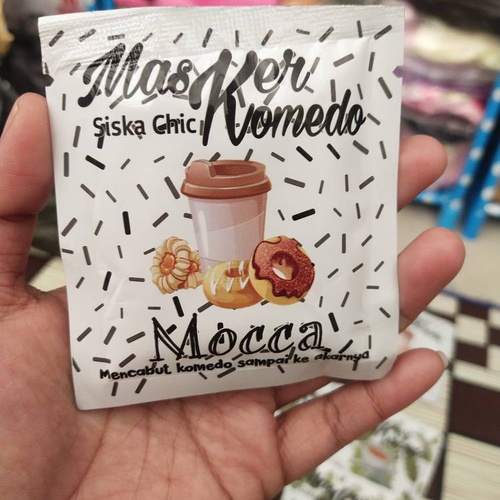 Masker
Siska Chic Komedo
Mocca
Mencabut komedo sampai ke akarnya